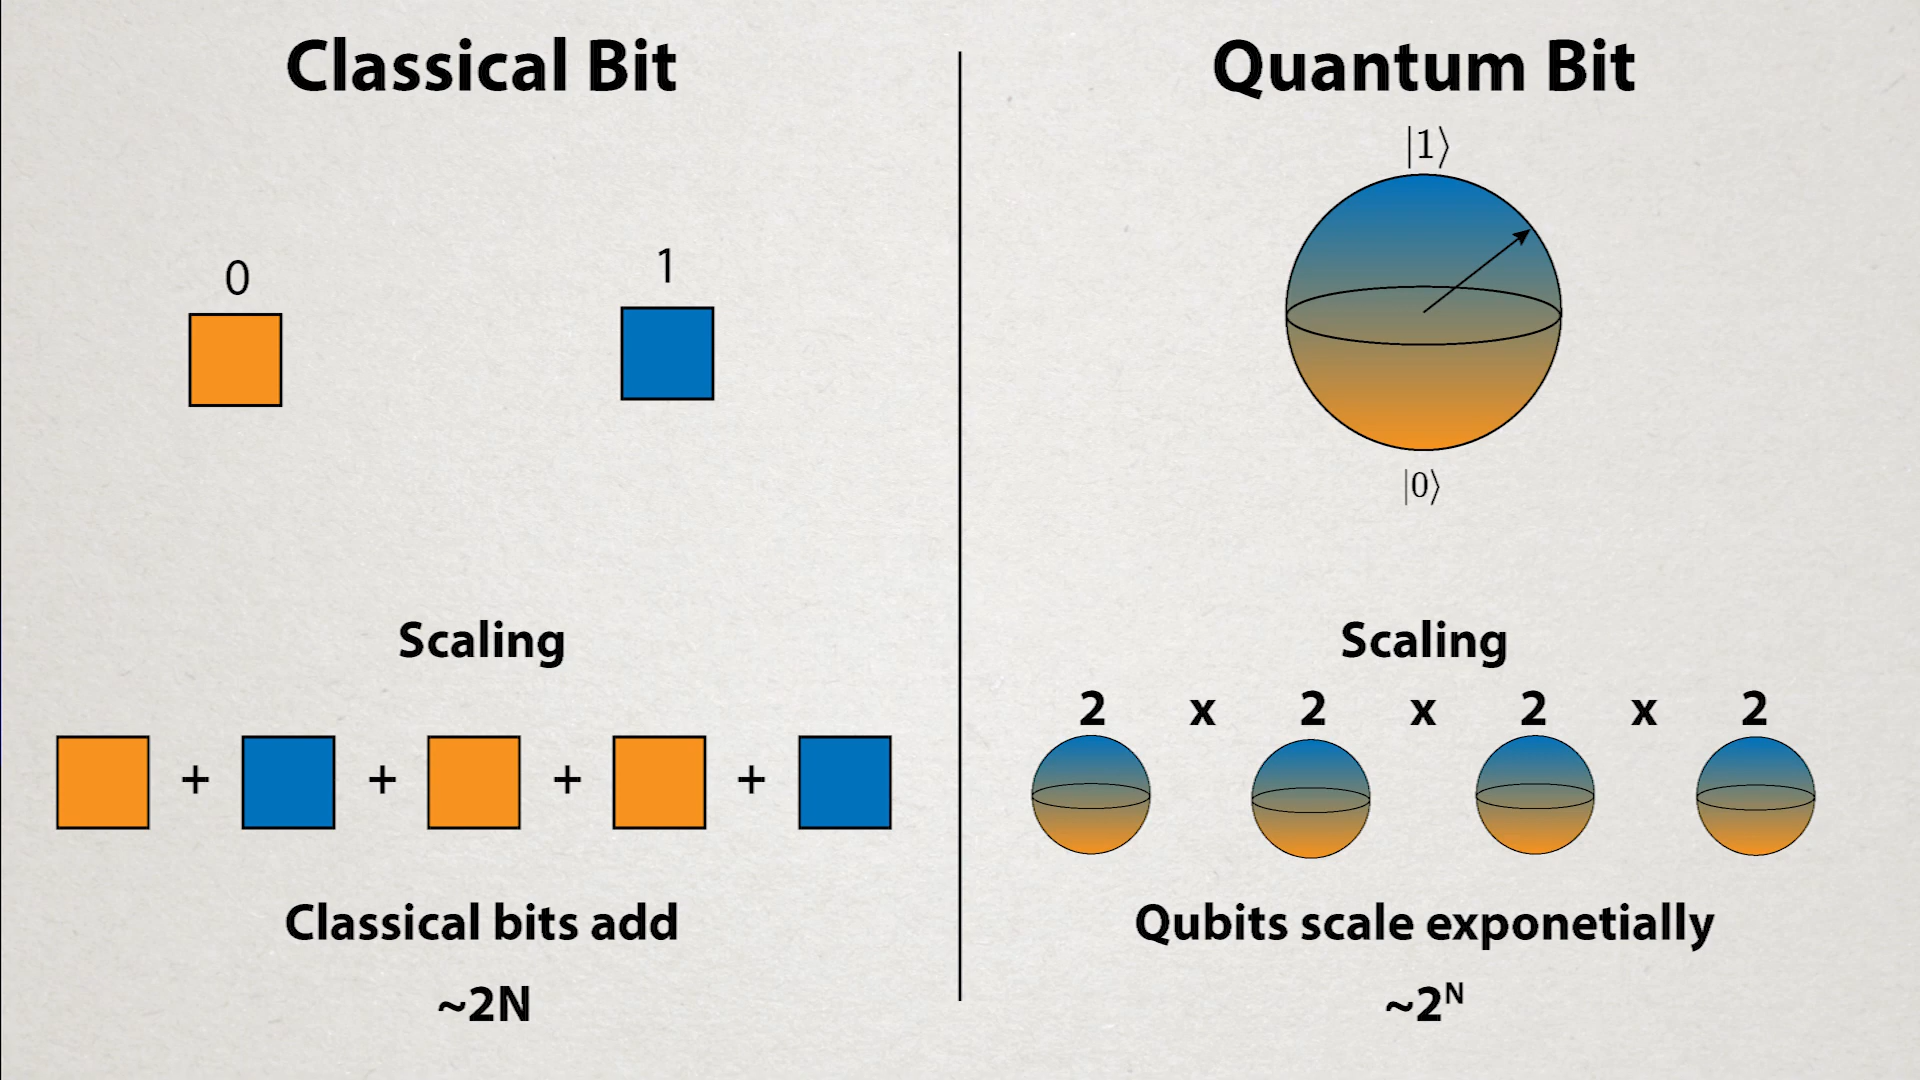 Classical Bit
0
1
Scaling
+ + + +
Classical bits add
~2N
Quantum Bit
|1⟩
|0⟩
Scaling
2 x 2 x 2 x 2
Qubits scale exponetially
~2ᴺ